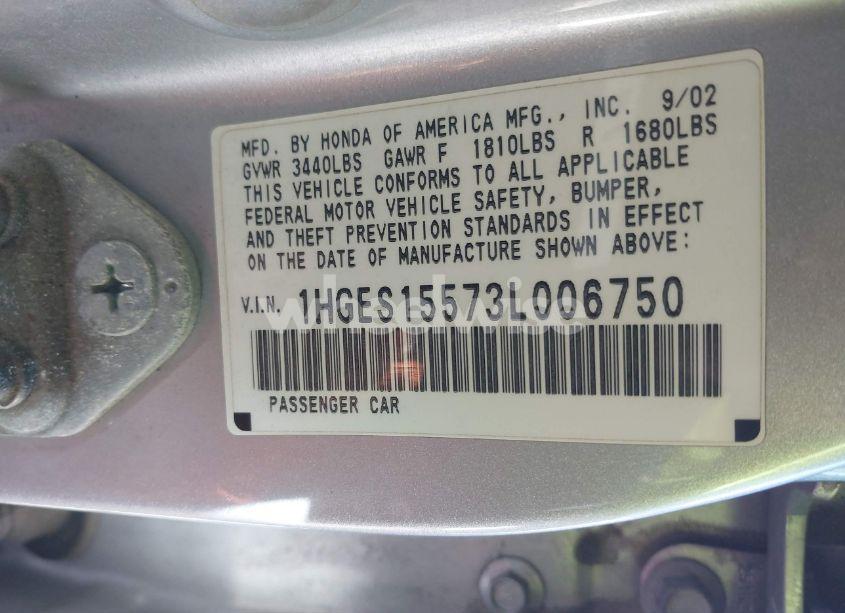 MFD. BY HONDA OF AMERICA MFG., INC. 9/02
GVWR 3440LBS GAWR F 1810LBS R 1680LBS
THIS VEHICLE CONFORMS TO ALL APPLICABLE
FEDERAL MOTOR VEHICLE SAFETY, BUMPER,
AND THEFT PREVENTION STANDARDS IN EFFECT
ON THE DATE OF MANUFACTURE SHOWN ABOVE:
V.I.N. 1HGES15573L006750
wheelwise
PASSENGER CAR